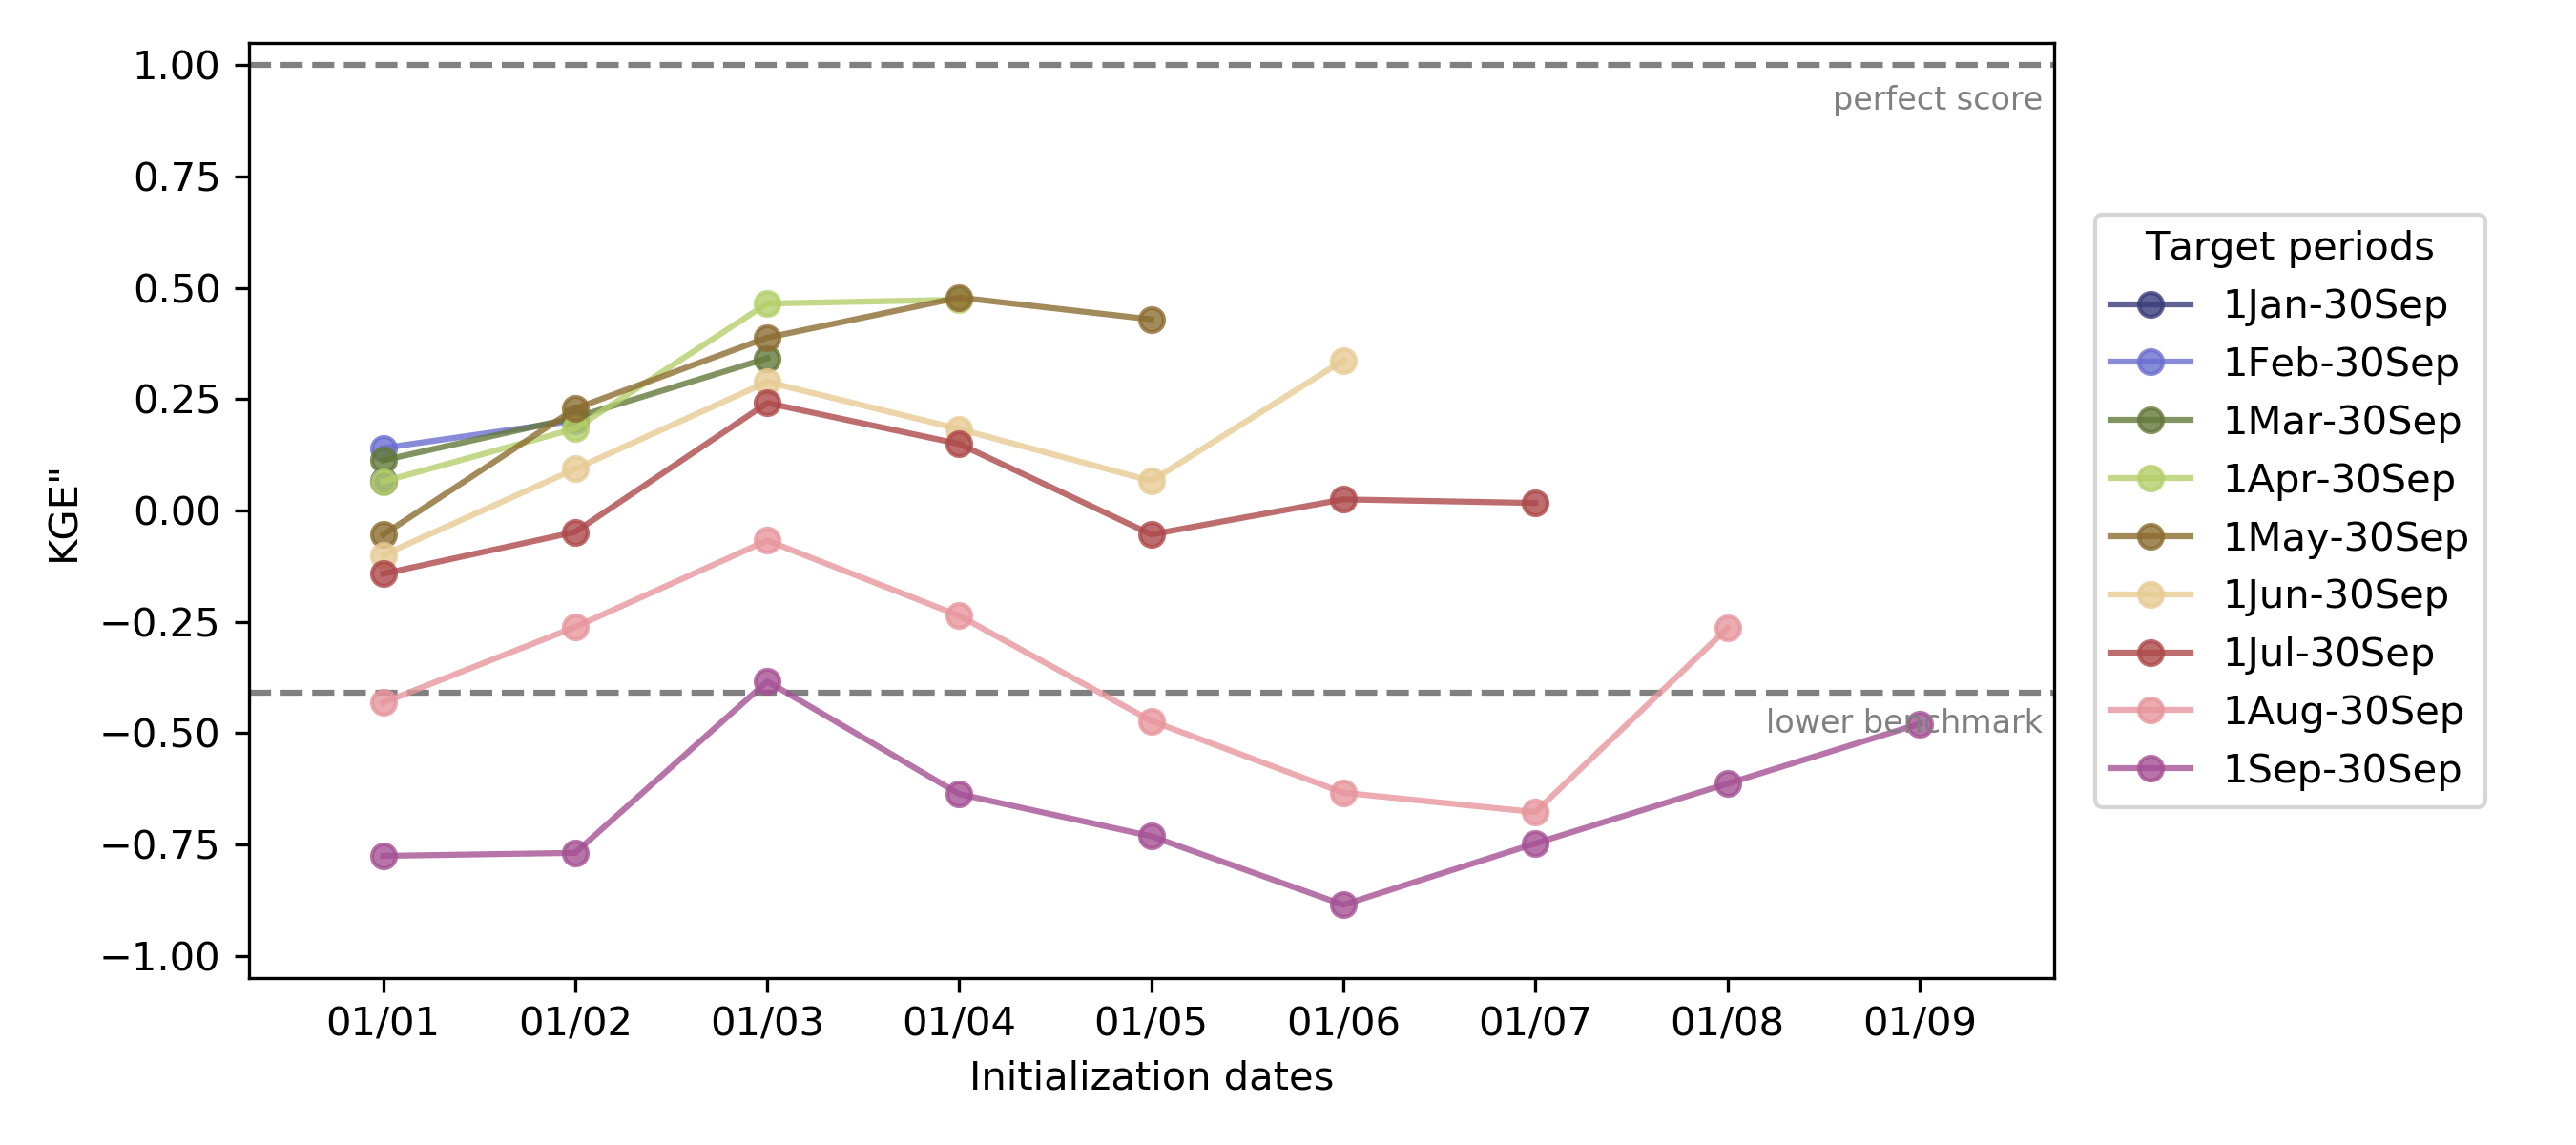 1.00
0.75
0.50
0.25
0.00
−0.25
−0.50
−0.75
−1.00
KGE"
perfect score
lower benchmark
01/01 01/02 01/03 01/04 01/05 01/06 01/07 01/08 01/09
Initialization dates
Target periods
1Jan-30Sep
1Feb-30Sep
1Mar-30Sep
1Apr-30Sep
1May-30Sep
1Jun-30Sep
1Jul-30Sep
1Aug-30Sep
1Sep-30Sep